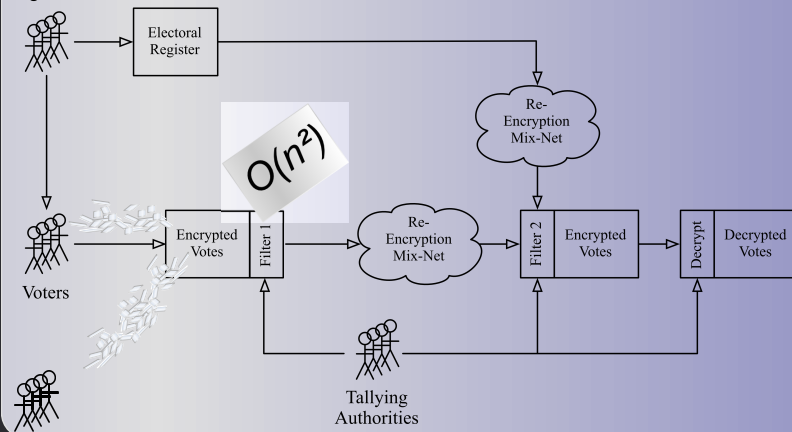 Electoral
Register
Re-
Encryption
Mix-Net
O(n²)
Encrypted
Votes
Filter 1
Re-
Encryption
Mix-Net
Filter 2
Encrypted
Votes
Decrypt
Decrypted
Votes
Voters
Tallying
Authorities